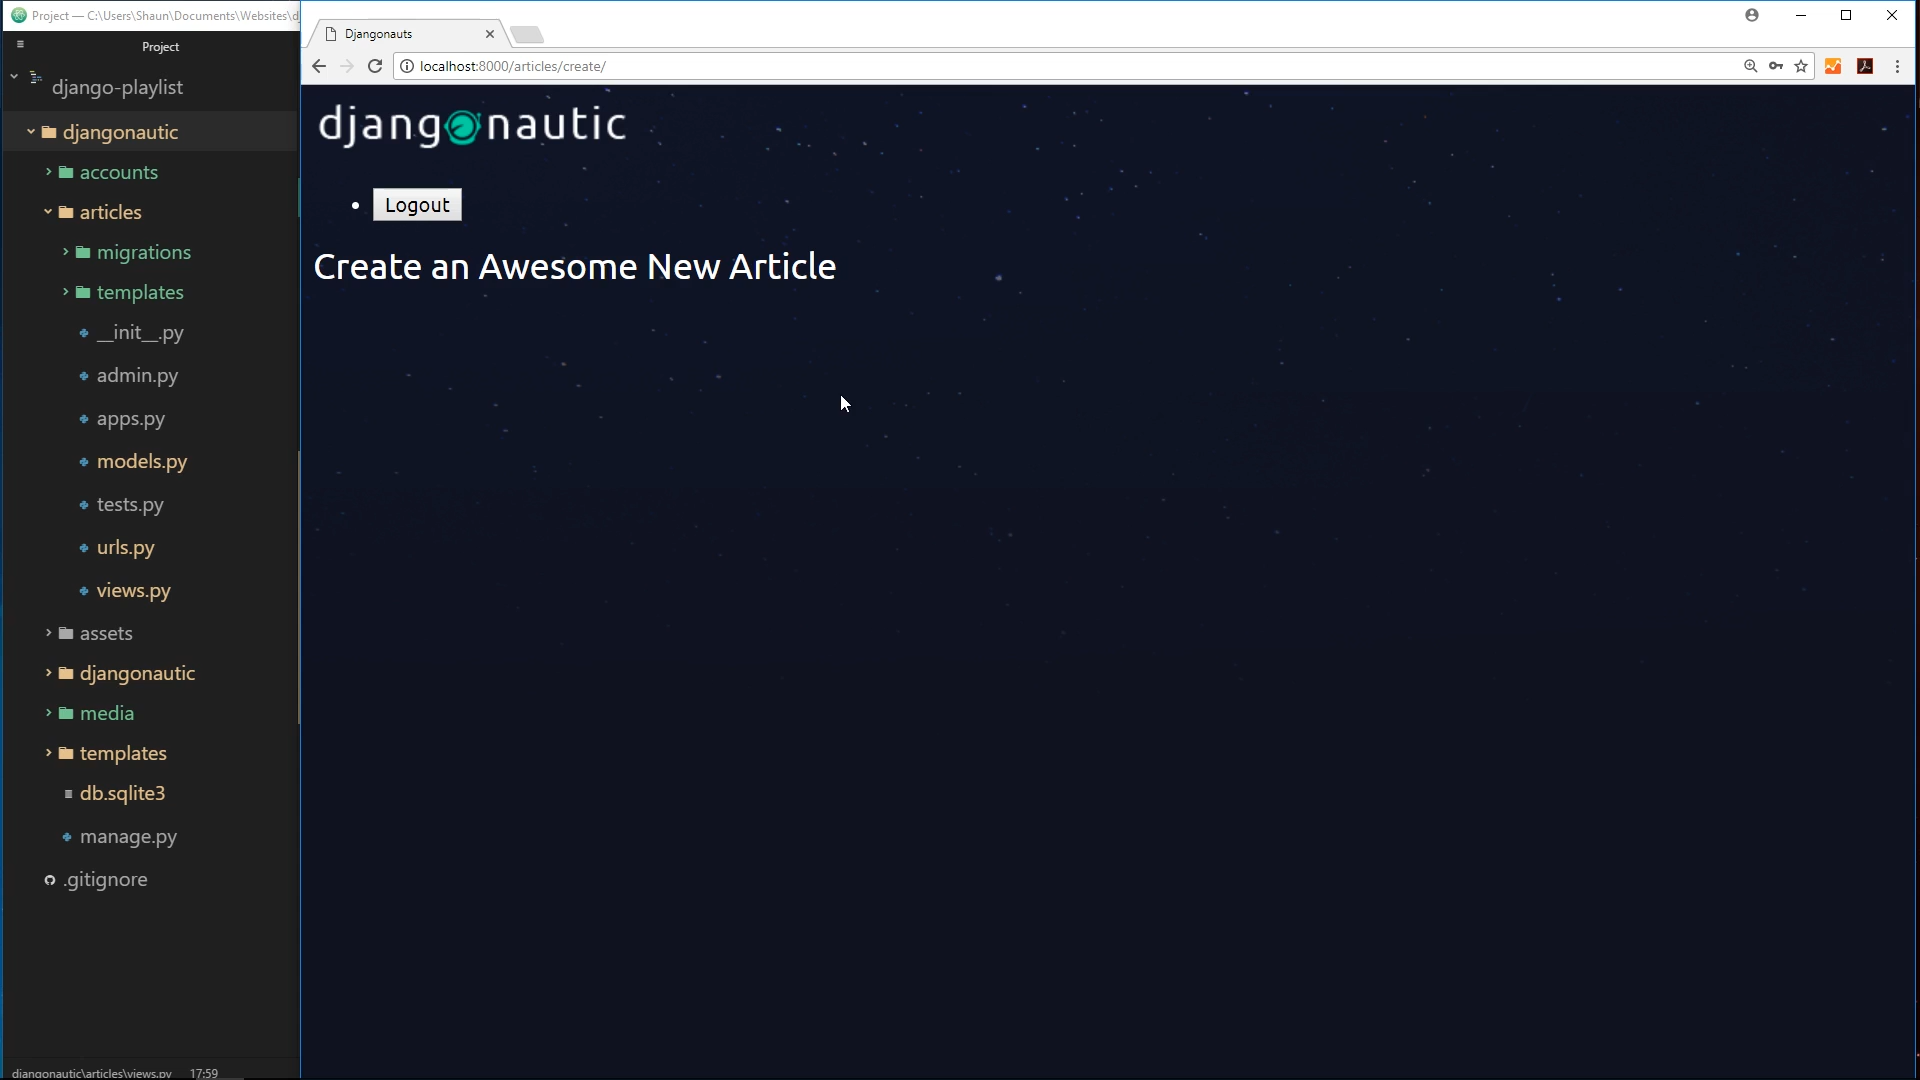 Project — C:\Users\Shaun\Documents\Websites\d
Project
django-playlist
djangonautic
accounts
articles
migrations
templates
__init__.py
admin.py
apps.py
models.py
tests.py
urls.py
views.py
assets
djangonautic
media
templates
db.sqlite3
manage.py
.gitignore
djangonautic\articles\views.py 17:59
Djangonauts
localhost:8000/articles/create/
djangonautic
Logout
Create an Awesome New Article